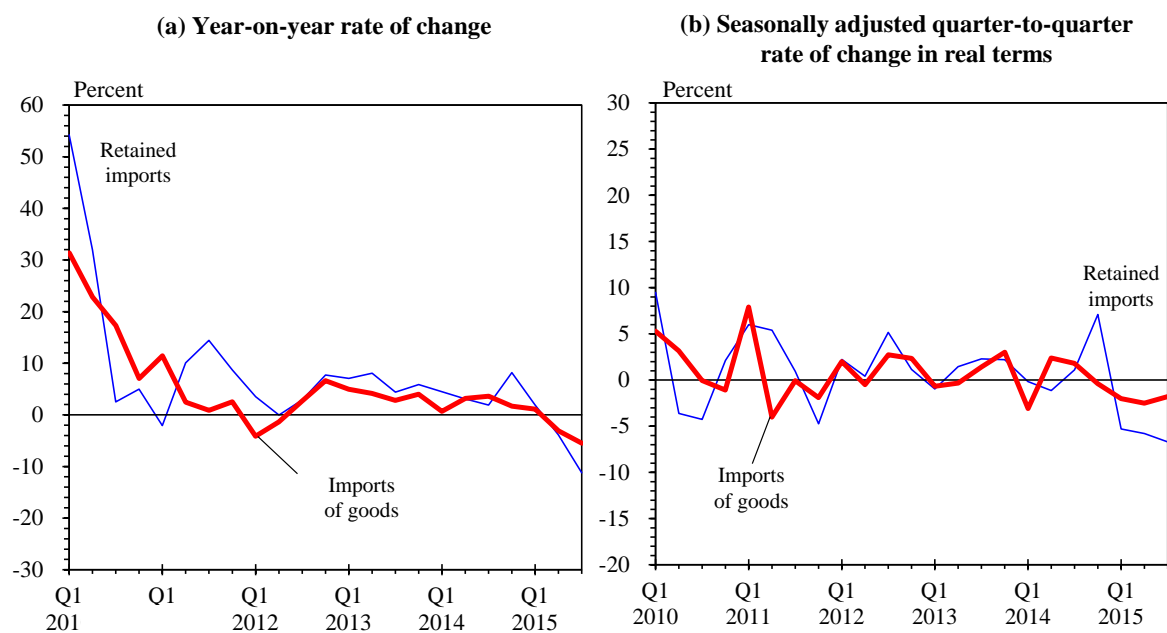 (a) Year-on-year rate of change
Percent
60
50
40
30
20
10
0
-10
-20
-30
Retained
imports
Imports
of goods
Q1 Q1 Q1 Q1 Q1 Q1
201 2012 2013 2014 2015
(b) Seasonally adjusted quarter-to-quarter
rate of change in real terms
Percent
30
25
20
15
10
5
0
-5
-10
-15
-20
Retained
imports
Imports
of goods
Q1 Q1 Q1 Q1 Q1 Q1
2010 2011 2012 2013 2014 2015